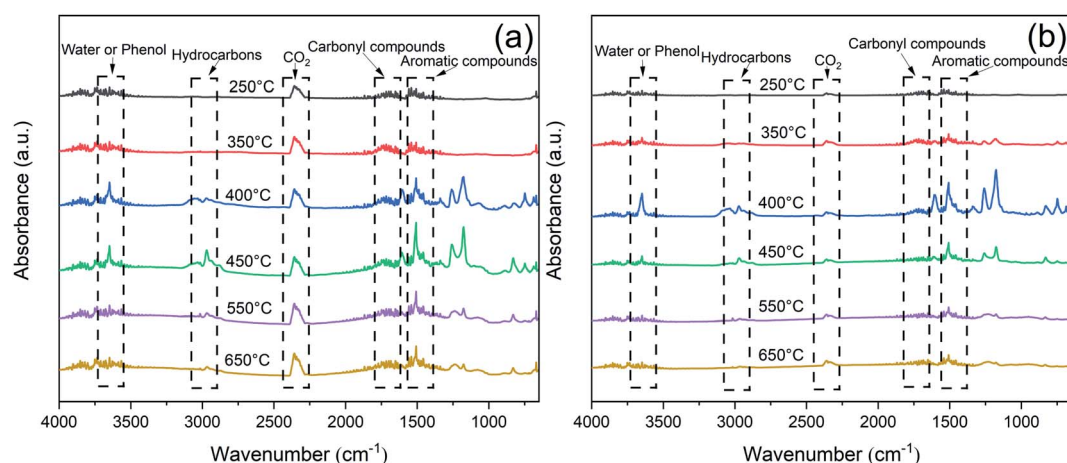 (a)
Water or Phenol
Hydrocarbons
CO2
Carbonyl compounds
Aromatic compounds
250°C
350°C
400°C
450°C
550°C
650°C
Absorbance (a.u.)
4000 3500 3000 2500 2000 1500 1000
Wavenumber (cm-1)
(b)
Water or Phenol
Hydrocarbons
CO2
Carbonyl compounds
Aromatic compounds
250°C
350°C
400°C
450°C
550°C
650°C
Absorbance (a.u.)
4000 3500 3000 2500 2000 1500 1000
Wavenumber (cm-1)